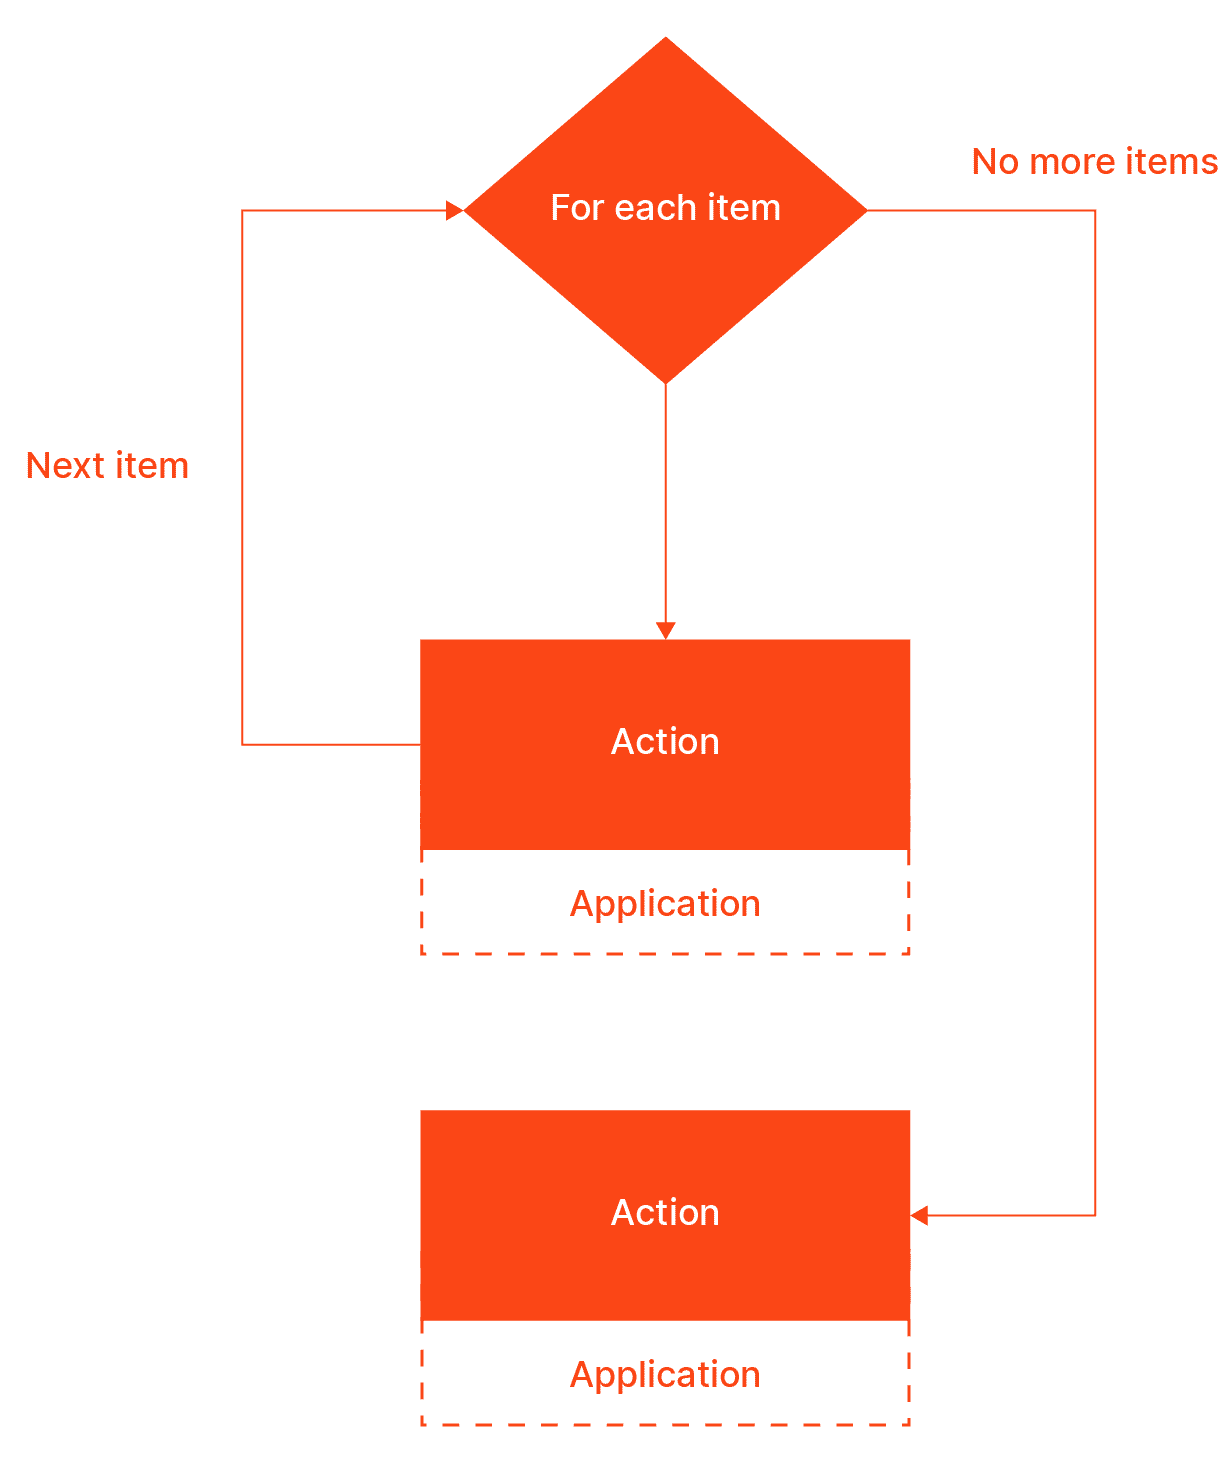 No more items
For each item
Next item
Action
Application
Action
Application